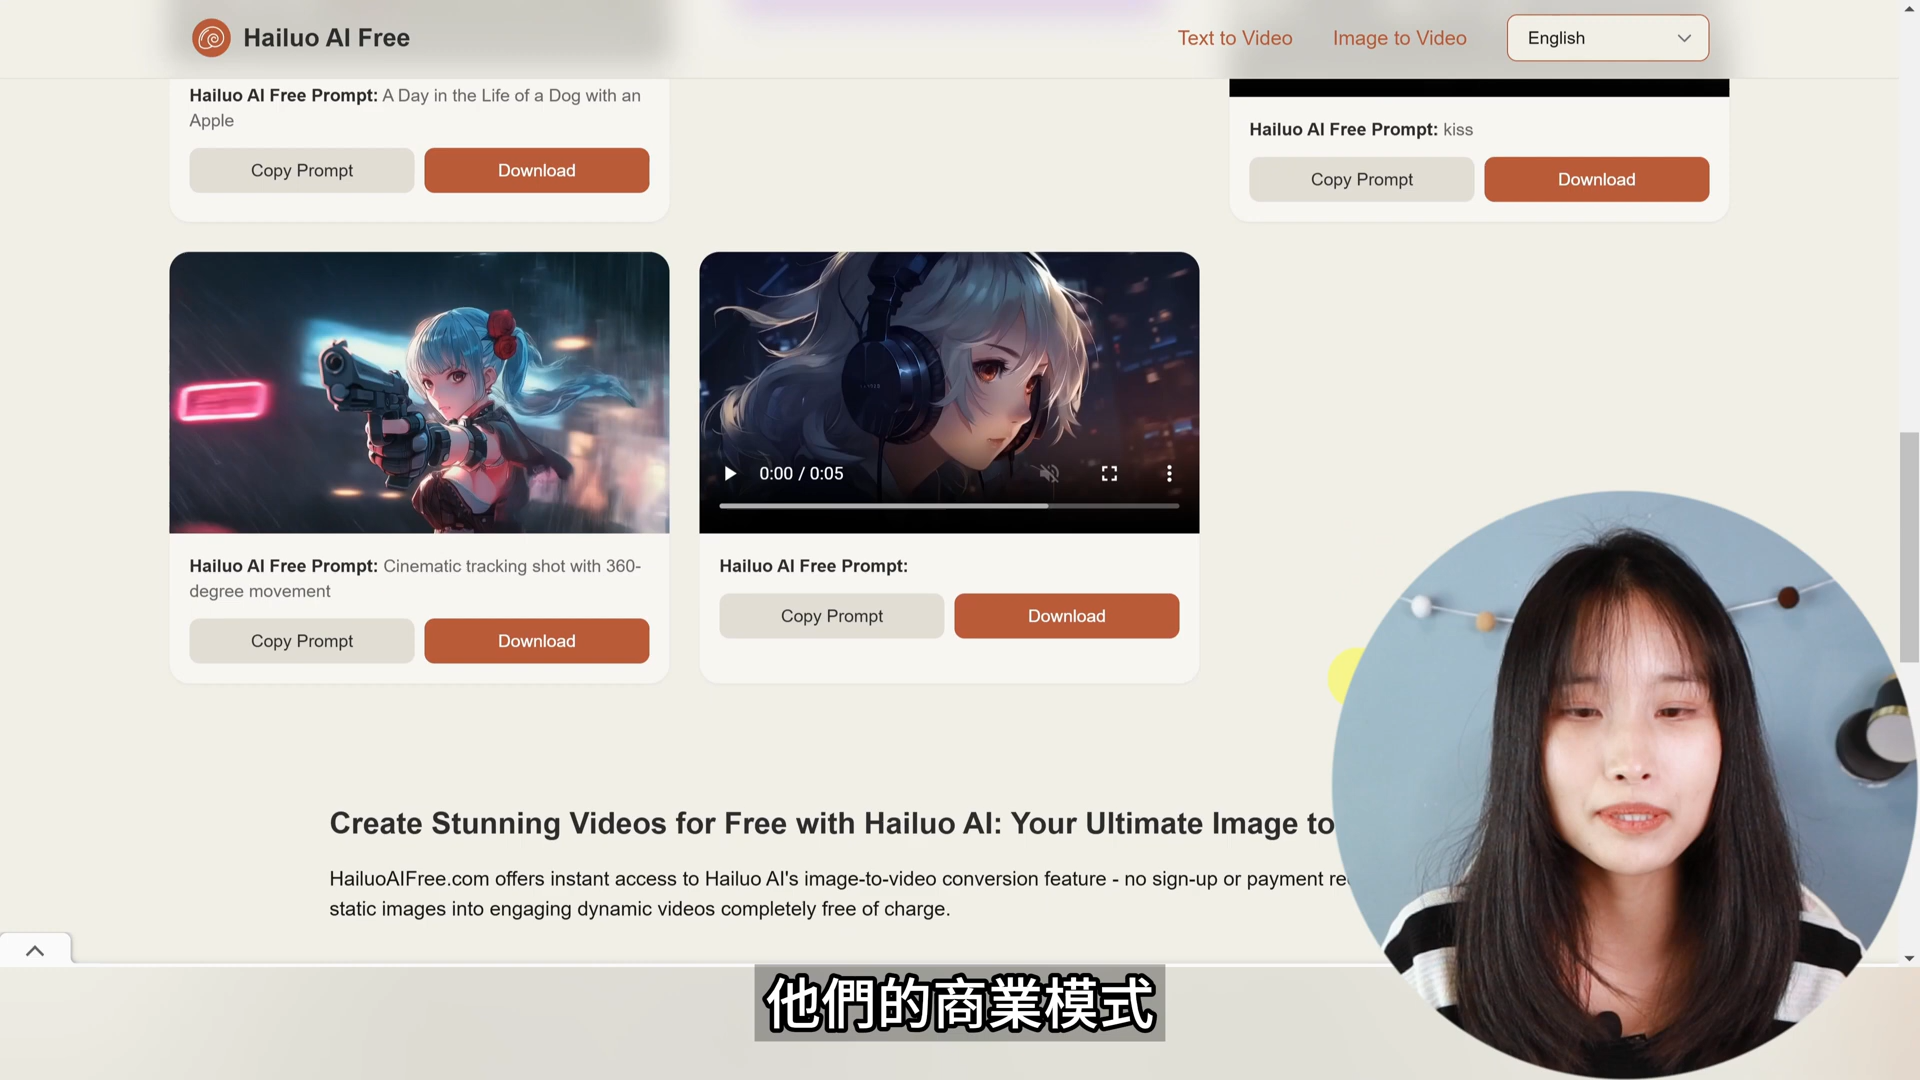 Hailuo AI Free
Text to Video
Image to Video
English
Hailuo AI Free Prompt: A Day in the Life of a Dog with an
Apple
Copy Prompt
Download
Hailuo AI Free Prompt: kiss
Copy Prompt
Download
0:00 / 0:05
Hailuo AI Free Prompt: Cinematic tracking shot with 360-
degree movement
Copy Prompt
Download
Hailuo AI Free Prompt:
Copy Prompt
Download
Create Stunning Videos for Free with Hailuo AI: Your Ultimate Image to
HailuoAIFree.com offers instant access to Hailuo AI's image-to-video conversion feature - no sign-up or payment
static images into engaging dynamic videos completely free of charge.
他們的商業模式